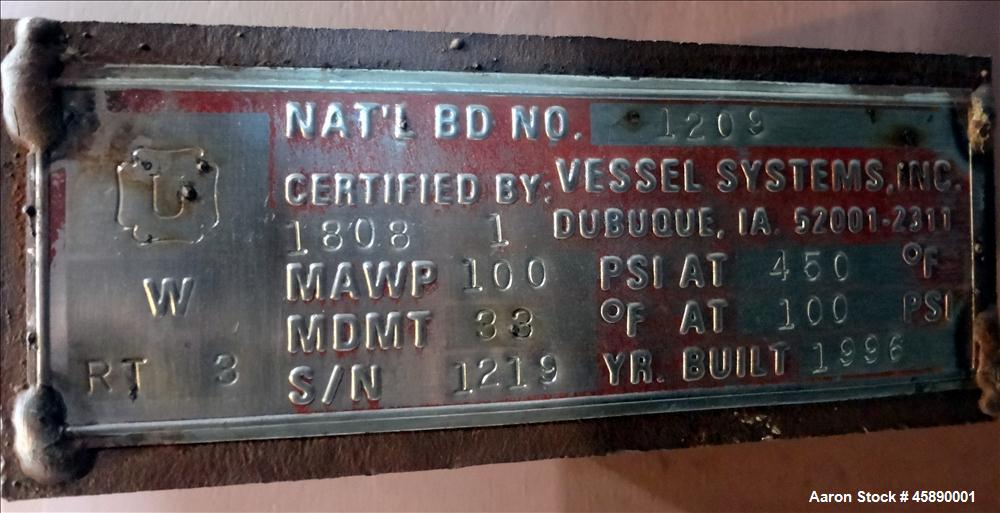 NAT'L BD NO. 1209
U
CERTIFIED BY: VESSEL SYSTEMS, INC.
1808 1 DUBUQUE, IA. 52001-2311
W
MAWP 100 PSI AT 450 °F
MDMT 33 °F AT 100 PSI
RT 3
S/N 1219 YR. BUILT 1996
Aaron Stock # 45890001